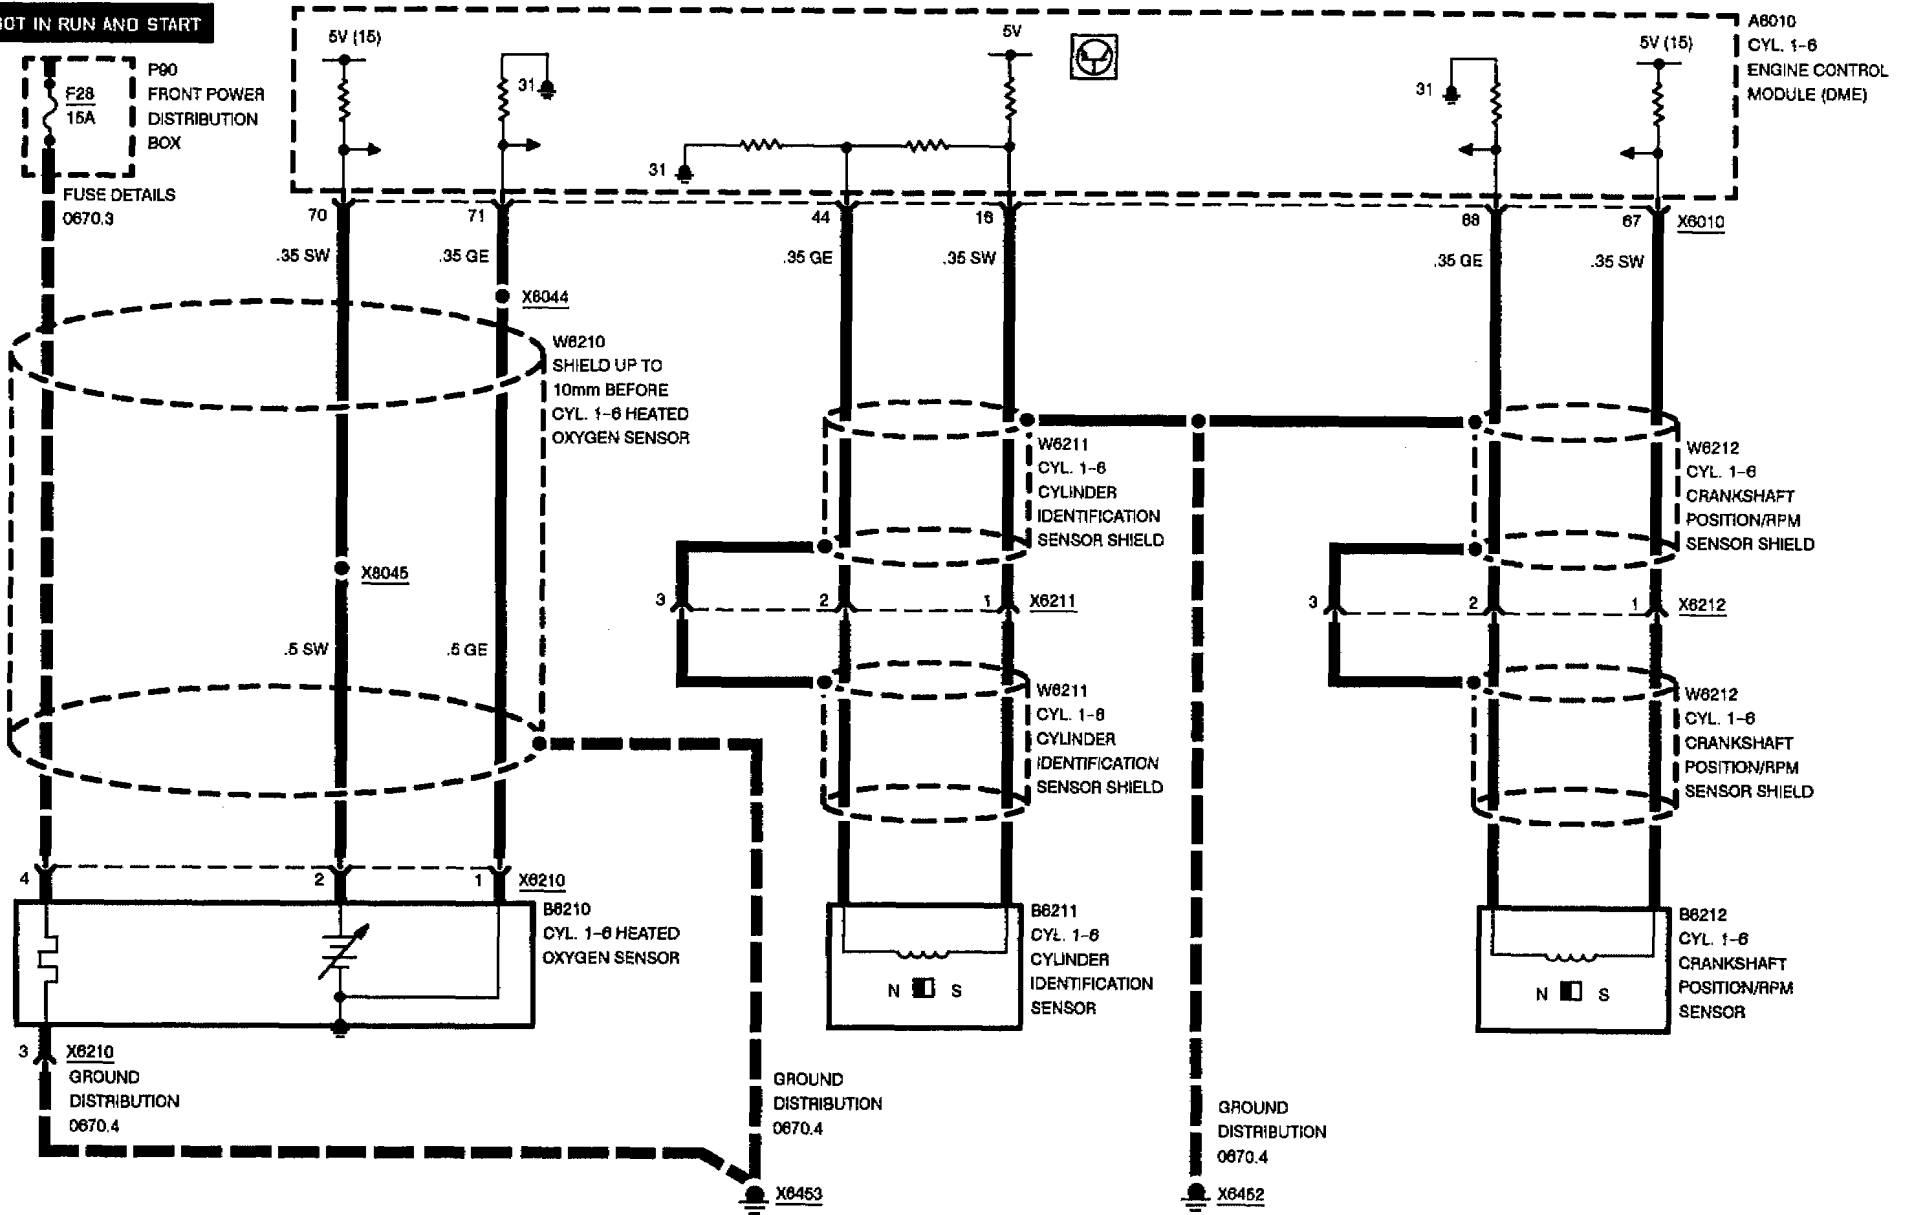 HOT IN RUN AND START
P90
FRONT POWER
DISTRIBUTION
BOX
F28
15A
FUSE DETAILS
0670.3
5V (15)
31
5V
31
31
5V (15)
A6010
CYL. 1-6
ENGINE CONTROL
MODULE (DME)
70
71
44
16
68
67
X6010
.35 SW
.35 GE
.35 GE
.35 SW
.35 GE
.35 SW
X6044
W6210
SHIELD UP TO
10mm BEFORE
CYL. 1-6 HEATED
OXYGEN SENSOR
W6211
CYL. 1-6
CYLINDER
IDENTIFICATION
SENSOR SHIELD
W6212
CYL. 1-6
CRANKSHAFT
POSITION/RPM
SENSOR SHIELD
X6045
3
2
1
X6211
3
2
1
X6212
.5 SW
.5 GE
W6211
CYL. 1-6
CYLINDER
IDENTIFICATION
SENSOR SHIELD
W6212
CYL. 1-6
CRANKSHAFT
POSITION/RPM
SENSOR SHIELD
4
2
1
X6210
B6210
CYL. 1-6 HEATED
OXYGEN SENSOR
B6211
CYL. 1-6
CYLINDER
IDENTIFICATION
SENSOR
N S
B6212
CYL. 1-6
CRANKSHAFT
POSITION/RPM
SENSOR
N S
3
X6210
GROUND
DISTRIBUTION
0670.4
GROUND
DISTRIBUTION
0670.4
GROUND
DISTRIBUTION
0670.4
X6453
X6452